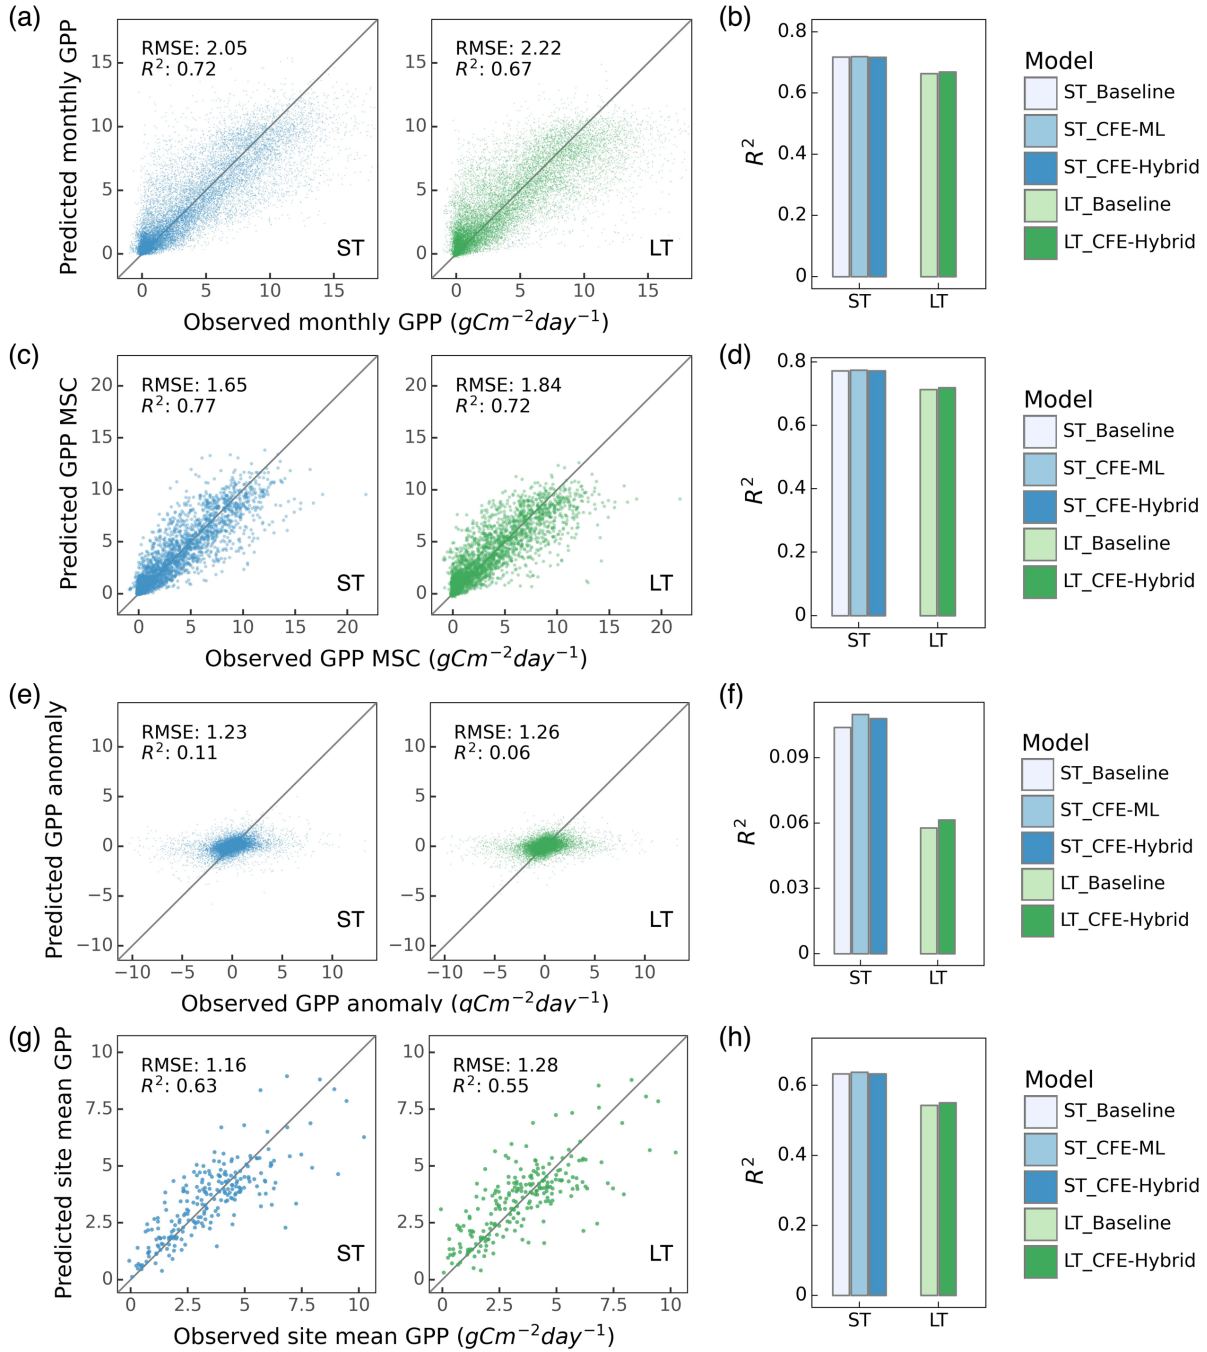 (a)
Predicted monthly GPP
RMSE: 2.05
R²: 0.72
15
10
5
0
ST
0 5 10 15
RMSE: 2.22
R²: 0.67
15
10
5
0
LT
0 5 10 15
Observed monthly GPP (gCm⁻²day⁻¹)
(b)
R²
0.8
0.6
0.4
0.2
0
ST LT
Model
ST_Baseline
ST_CFE-ML
ST_CFE-Hybrid
LT_Baseline
LT_CFE-Hybrid
(c)
Predicted GPP MSC
RMSE: 1.65
R²: 0.77
20
15
10
5
0
ST
0 5 10 15 20
RMSE: 1.84
R²: 0.72
20
15
10
5
0
LT
0 5 10 15 20
Observed GPP MSC (gCm⁻²day⁻¹)
(d)
R²
0.8
0.6
0.4
0.2
0
ST LT
Model
ST_Baseline
ST_CFE-ML
ST_CFE-Hybrid
LT_Baseline
LT_CFE-Hybrid
(e)
Predicted GPP anomaly
RMSE: 1.23
R²: 0.11
10
5
0
−5
−10
ST
−10 −5 0 5 10
RMSE: 1.26
R²: 0.06
10
5
0
−5
−10
LT
−10 −5 0 5 10
Observed GPP anomaly (gCm⁻²day⁻¹)
(f)
R²
0.09
0.06
0.03
0
ST LT
Model
ST_Baseline
ST_CFE-ML
ST_CFE-Hybrid
LT_Baseline
LT_CFE-Hybrid
(g)
Predicted site mean GPP
RMSE: 1.16
R²: 0.63
10
7.5
5
2.5
0
ST
0 2.5 5 7.5 10
RMSE: 1.28
R²: 0.55
10
7.5
5
2.5
0
LT
0 2.5 5 7.5 10
Observed site mean GPP (gCm⁻²day⁻¹)
(h)
R²
0.6
0.4
0.2
0
ST LT
Model
ST_Baseline
ST_CFE-ML
ST_CFE-Hybrid
LT_Baseline
LT_CFE-Hybrid